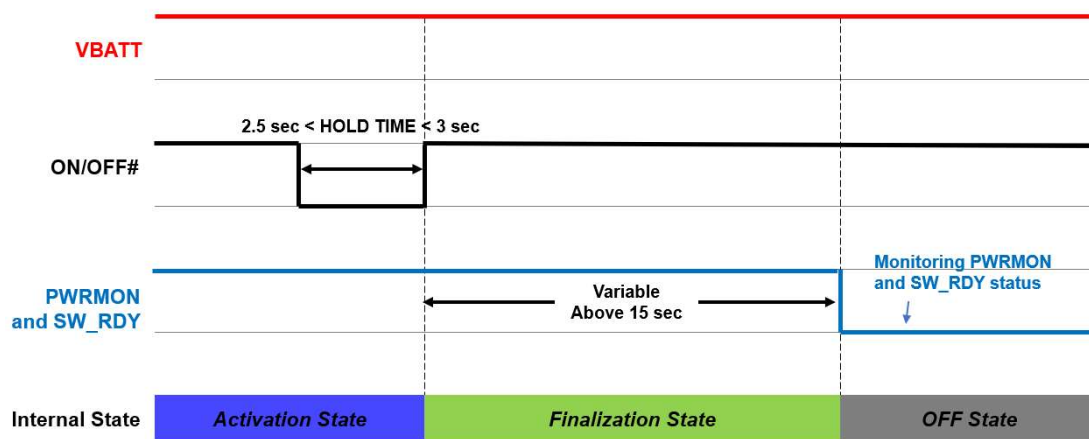 VBATT
2.5 sec < HOLD TIME < 3 sec
ON/OFF#
PWRMON
and SW_RDY
Variable
Above 15 sec
Monitoring PWRMON
and SW_RDY status
Internal State
Activation State
Finalization State
OFF State